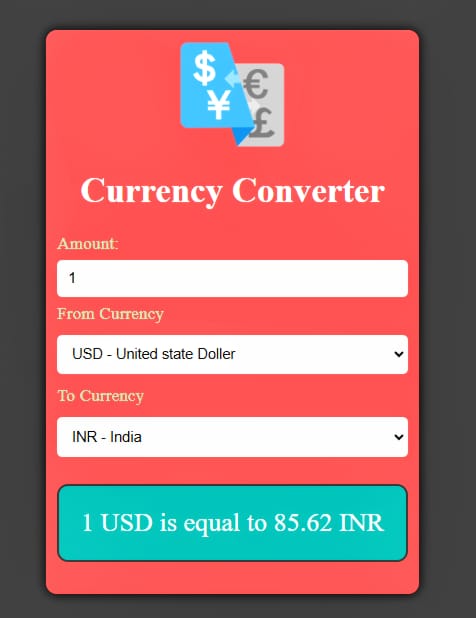 $
¥
€
£
Currency Converter
Amount:
1
From Currency
USD - United state Doller
To Currency
INR - India
1 USD is equal to 85.62 INR